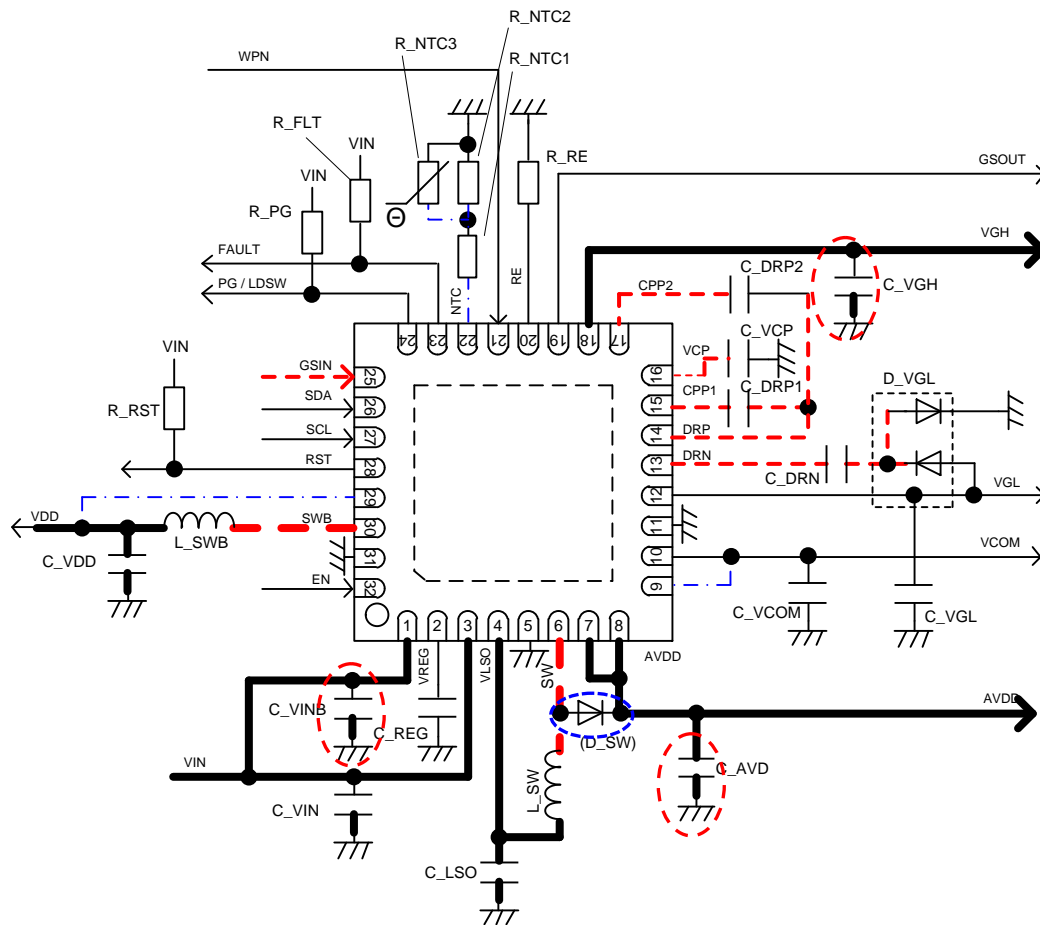 R_NTC2
R_NTC3
R_NTC1
WPN
R_FLT
VIN
R_RE
GSOUT
VIN
R_PG
Θ
FAULT
VGH
PG / LDSW
NTC
RE
CPP2
C_DRP2
C_VGH
24
23
22
21
20
19
18
17
VIN
GSIN
25
16
VCP
C_VCP
D_VGL
R_RST
SDA
26
15
CPP1
C_DRP1
SCL
27
14
DRP
RST
28
13
DRN
C_DRN
29
12
VGL
VDD
SWB
30
11
L_SWB
C_VDD
31
10
VCOM
EN
32
9
C_VCOM
C_VGL
1
2
3
4
5
6
7
8
AVDD
VREG
VLSO
SW
C_VINB
C_REG
AVDD
(D_SW)
VIN
L_SW
C_AVD
C_VIN
C_LSO